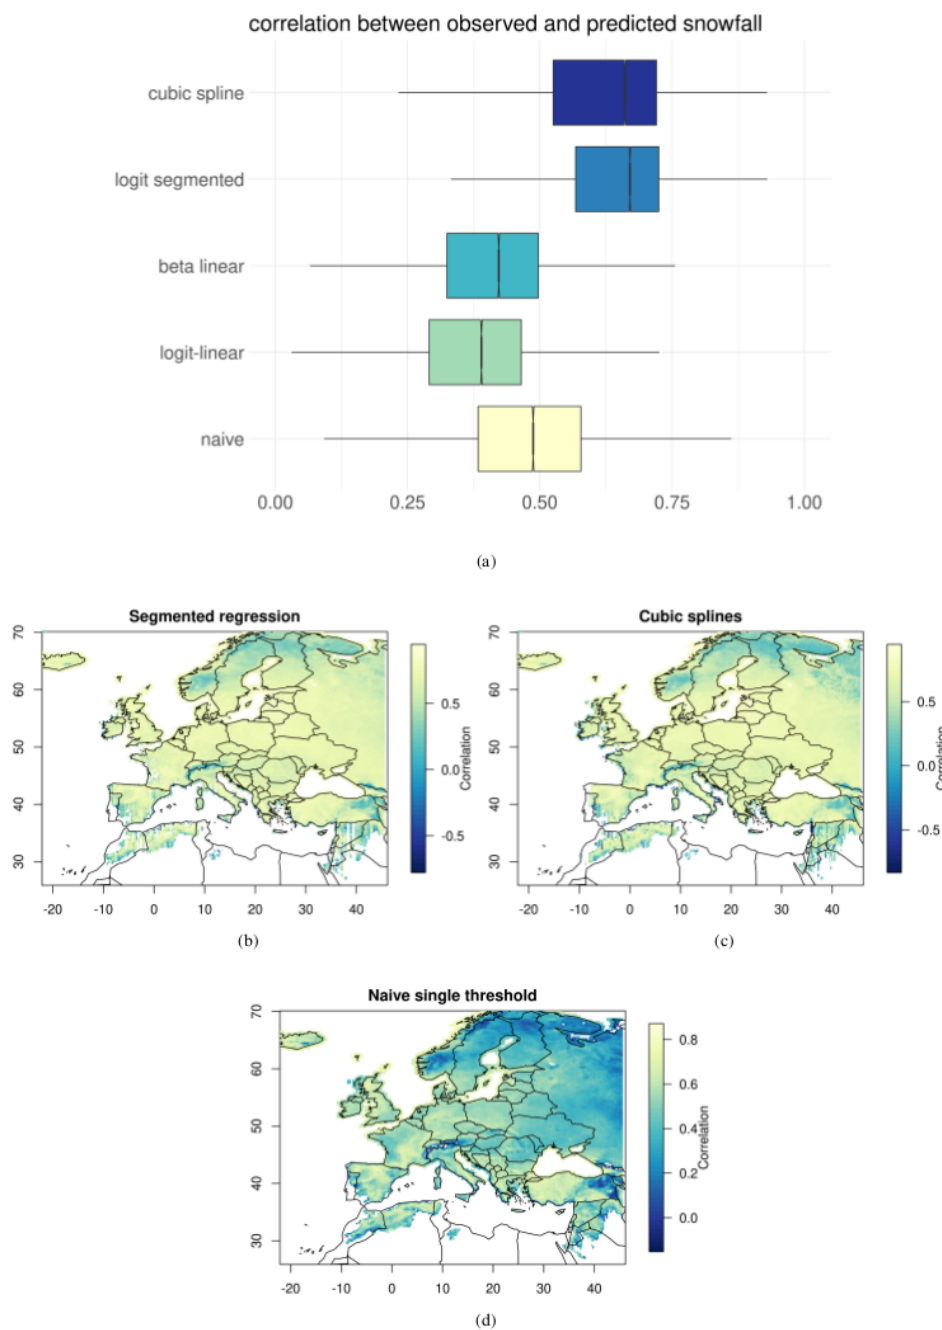 correlation between observed and predicted snowfall
cubic spline
logit segmented
beta linear
logit-linear
naive
0.00 0.25 0.50 0.75 1.00
(a)
Segmented regression
70
60
50
40
30
-20 -10 0 10 20 30 40
0.5
0.0
-0.5
Correlation
(b)
Cubic splines
70
60
50
40
30
-20 -10 0 10 20 30 40
0.5
0.0
-0.5
Correlation
(c)
Naive single threshold
70
60
50
40
30
-20 -10 0 10 20 30 40
0.8
0.6
0.4
0.2
0.0
Correlation
(d)